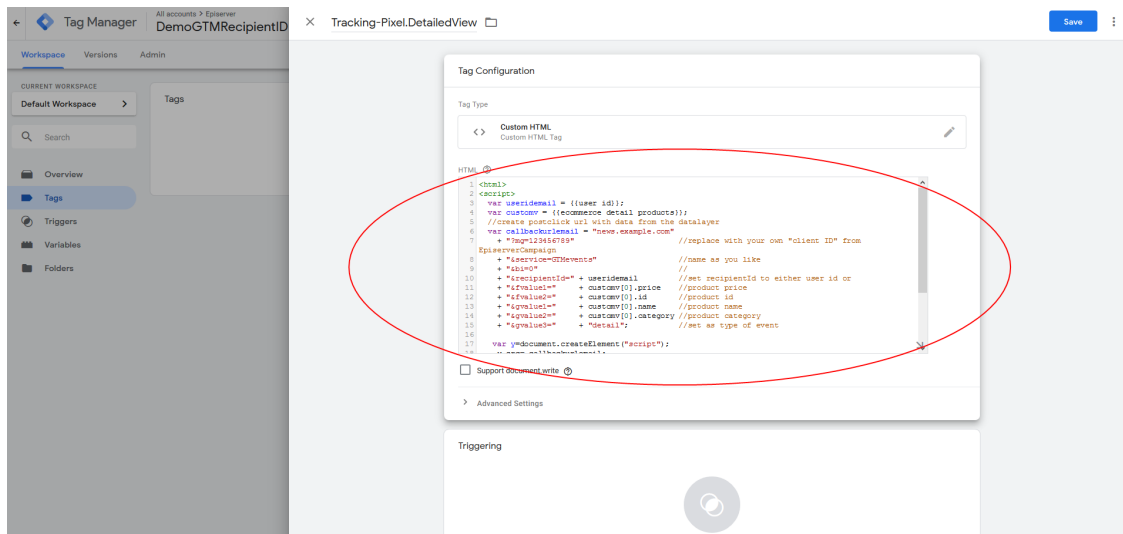 Tag Manager
All accounts > Episerver
DemoGTMRecipientID
Workspace Versions Admin
CURRENT WORKSPACE
Default Workspace
Search
Overview
Tags
Triggers
Variables
Folders
Tags
Tracking-Pixel.DetailedView
Save
Tag Configuration
Tag Type
Custom HTML
Custom HTML Tag
HTML
1 <html>
2 <script>
3 var useridemail = {{user id}};
4 var customv = {{ecommerce detail products}};
5 //create postclick url with data from the datalayer
6 var callbackurlemail = "news.example.com"
7 + "?mg=123456789" //replace with your own "client ID" from
EpiserverCampaign
8 + "&service=GTMevents" //name as you like
9 + "&bi=0" //
10 + "&recipientId=" + useridemail //set recipientId to either user id or
11 + "&fvalue1=" + customv[0].price //product price
12 + "&fvalue2=" + customv[0].id //product id
13 + "&gvalue1=" + customv[0].name //product name
14 + "&gvalue2=" + customv[0].category //product category
15 + "&gvalue3=" + "detail"; //set as type of event
16
17 var y=document.createElement("script");
Support document.write
Advanced Settings
Triggering